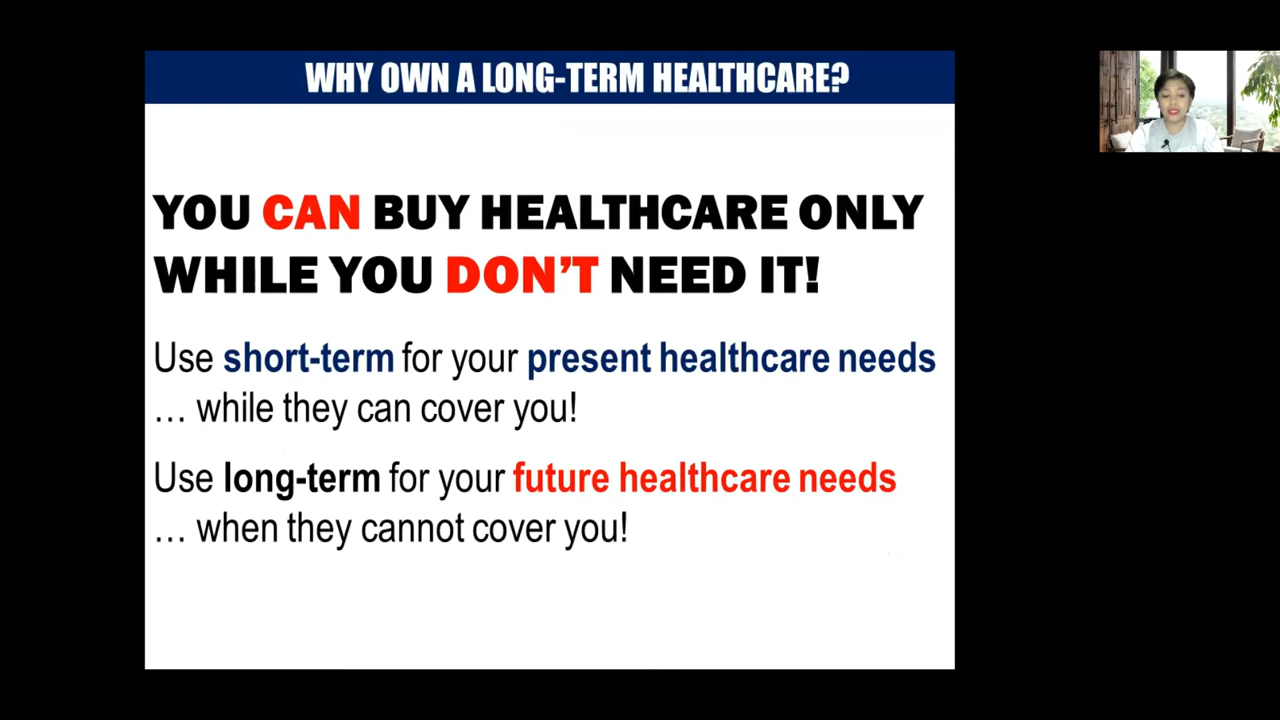 WHY OWN A LONG-TERM HEALTHCARE?
YOU CAN BUY HEALTHCARE ONLY
WHILE YOU DON'T NEED IT!
Use short-term for your present healthcare needs
… while they can cover you!
Use long-term for your future healthcare needs
… when they cannot cover you!